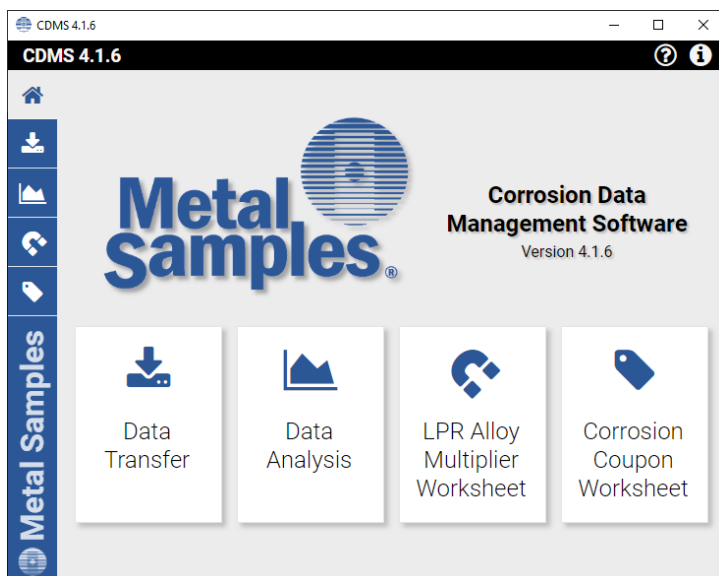 CDMS 4.1.6
CDMS 4.1.6
Metal
Samples®
Corrosion Data
Management Software
Version 4.1.6
Data
Transfer
Data
Analysis
LPR Alloy
Multiplier
Worksheet
Corrosion
Coupon
Worksheet
Metal Samples